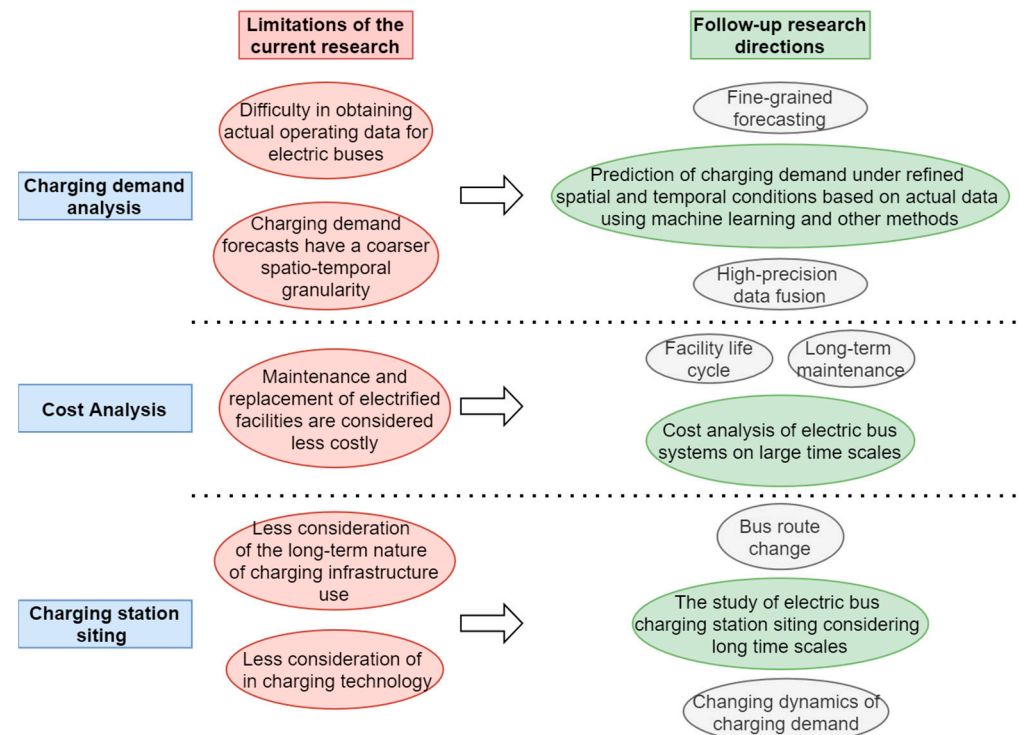 Limitations of the
current research
Follow-up research
directions
Charging demand
analysis
Difficulty in obtaining
actual operating data for
electric buses
Charging demand
forecasts have a coarser
spatio-temporal
granularity
Fine-grained
forecasting
Prediction of charging demand under refined
spatial and temporal conditions based on actual data
using machine learning and other methods
High-precision
data fusion
Cost Analysis
Maintenance and
replacement of electrified
facilities are considered
less costly
Facility life
cycle
Long-term
maintenance
Cost analysis of electric bus
systems on large time scales
Charging station
siting
Less consideration
of the long-term nature
of charging infrastructure
use
Less consideration of
in charging technology
Bus route
change
The study of electric bus
charging station siting considering
long time scales
Changing dynamics of
charging demand